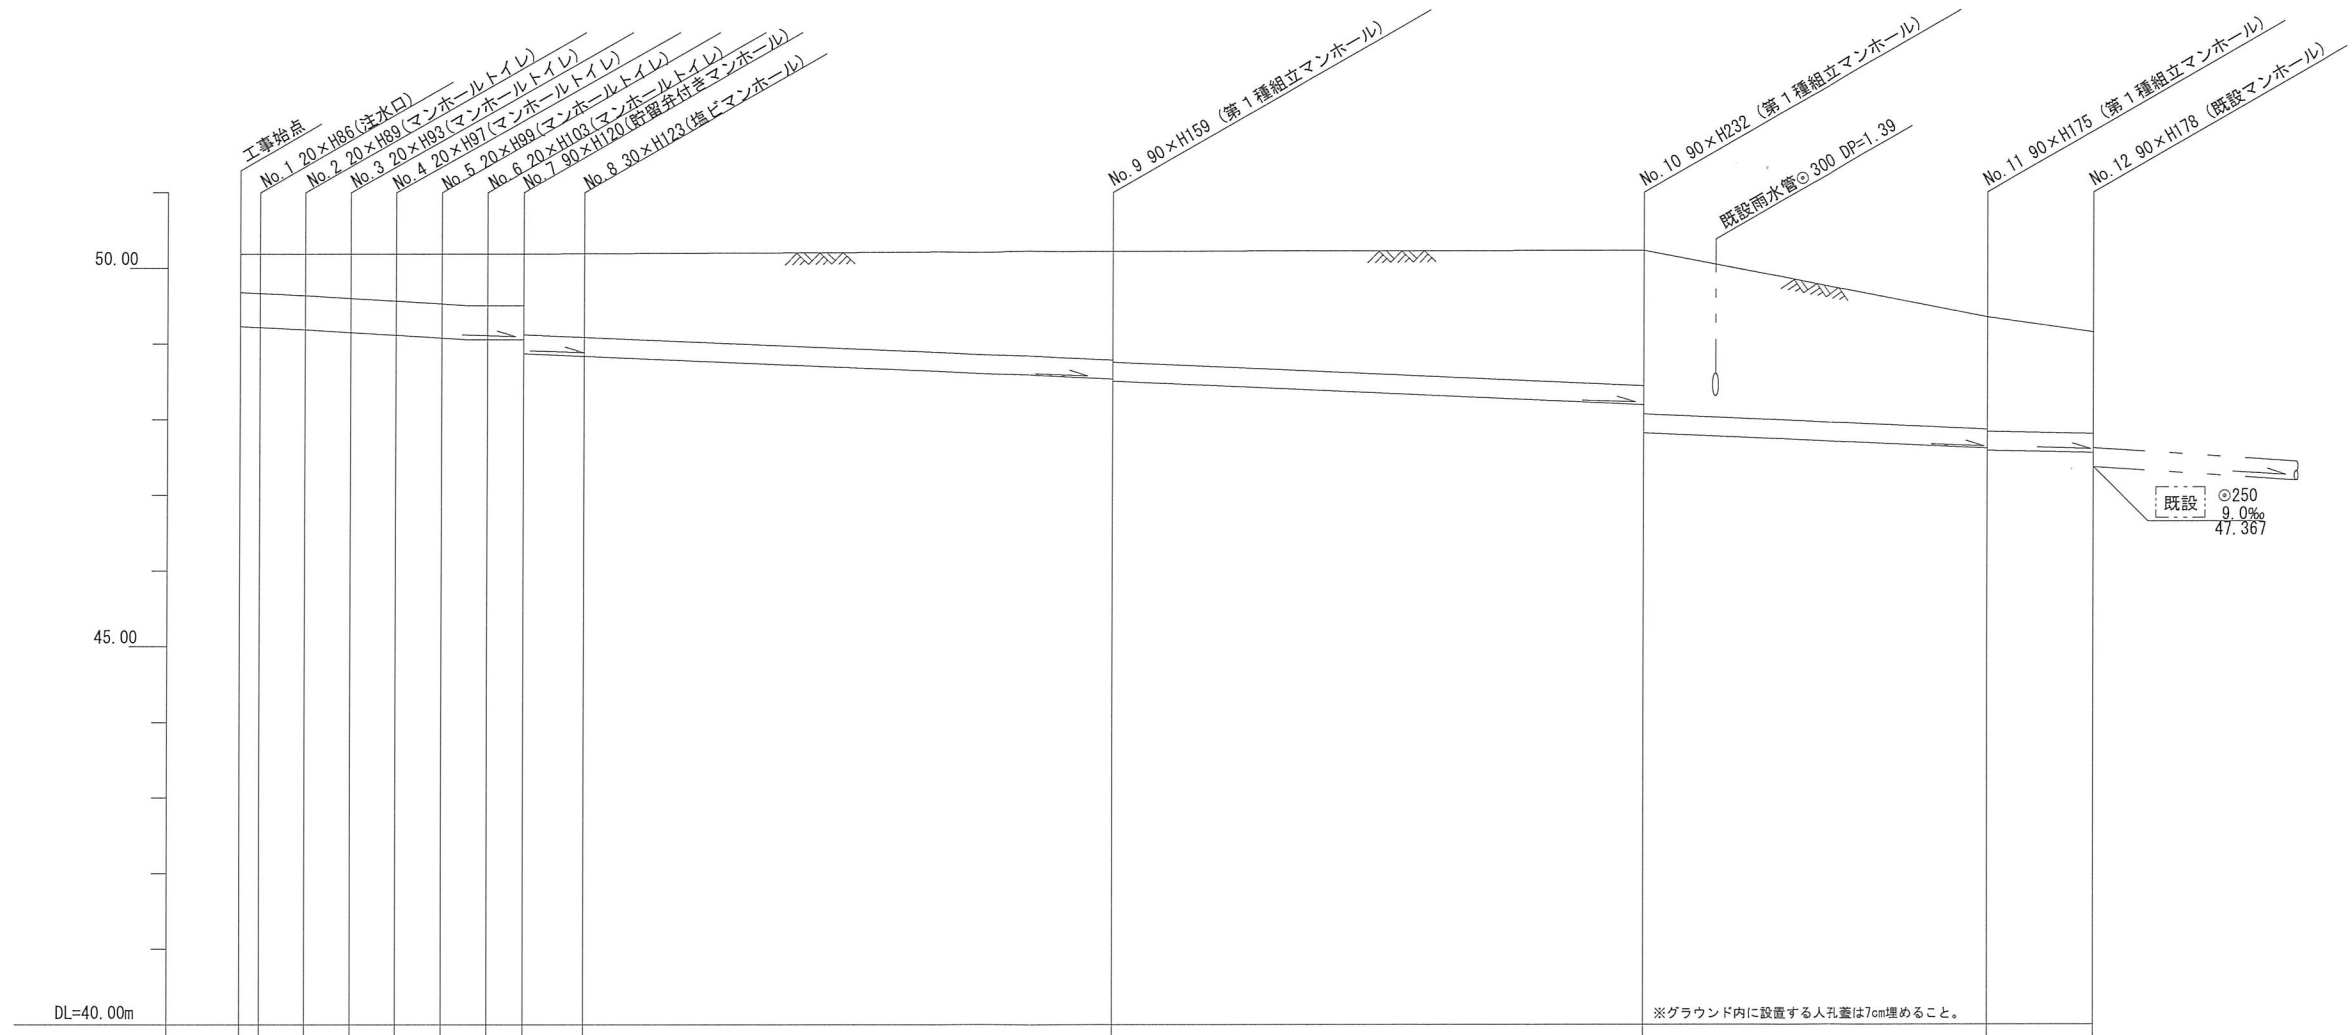 工事始点
No.1 20×H86(注水口)
No.2 20×H89(マンホールトイレ)
No.3 20×H93(マンホールトイレ)
No.4 20×H97(マンホールトイレ)
No.5 20×H99(マンホールトイレ)
No.6 20×H103(マンホールトイレ)
No.7 90×H120(貯留弁付きマンホール)
No.8 30×H123(塩ビマンホール)
No.9 90×H159 (第1種組立マンホール)
No.10 90×H232 (第1種組立マンホール)
既設雨水管◎300 DP=1.39
No.11 90×H175 (第1種組立マンホール)
No.12 90×H178 (既設マンホール)
50.00
45.00
既設
◎250
9.0‰
47.367
DL=40.00m
※グラウンド内に設置する人孔蓋は7cm埋めること。